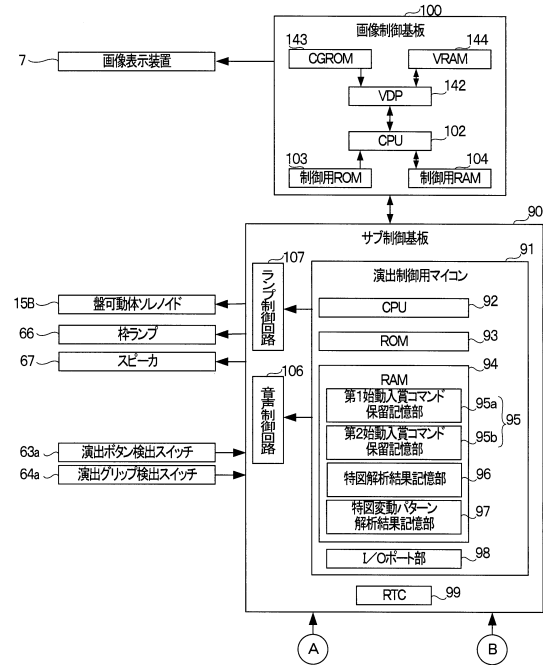 100
画像制御基板
143
144
CGROM
VRAM
7
画像表示装置
VDP
142
CPU
102
103
104
制御用ROM
制御用RAM
90
サブ制御基板
91
107
演出制御用マイコン
ランプ制御回路
15B
盤可動体ソレノイド
CPU
92
66
枠ランプ
ROM
93
67
スピーカ
94
RAM
106
音声制御回路
第1始動入賞コマンド
保留記憶部
95a
95
第2始動入賞コマンド
保留記憶部
95b
63a
演出ボタン検出スイッチ
64a
演出グリップ検出スイッチ
特図解析結果記憶部
96
特図変動パターン
解析結果記憶部
97
I/Oポート部
98
RTC
99
A
B